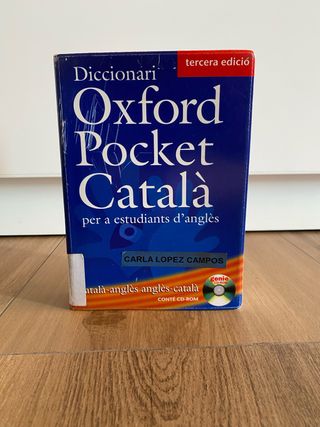 Diccionari
tercera edició
Oxford
Pocket
Català
per a estudiants d'anglès
CARLA LOPEZ CAMPOS
català-anglès anglès-català
CONTÉ CD-ROM